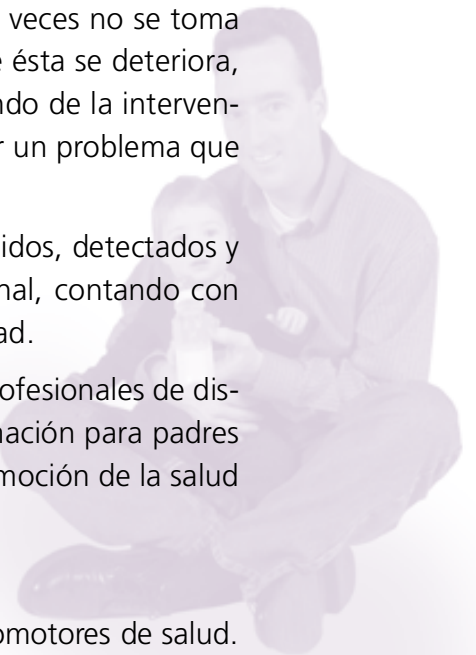 veces no se toma
ésta se deteriora,
ndo de la interven-
r un problema que
idos, detectados y
nal, contando con
ad.
ofesionales de dis-
nación para padres
moción de la salud
omotores de salud.